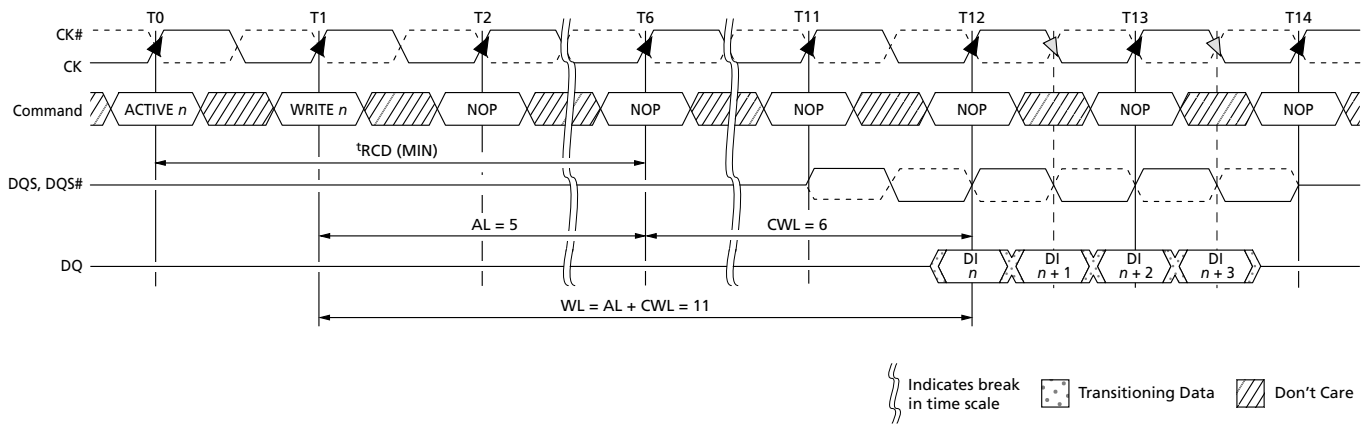 T0 T1 T2 T6 T11 T12 T13 T14
CK#
CK
Command ACTIVE n WRITE n NOP NOP NOP NOP NOP NOP
tRCD (MIN)
DQS, DQS#
AL = 5 CWL = 6
DQ DI n DI n + 1 DI n + 2 DI n + 3
WL = AL + CWL = 11
Indicates break in time scale
Transitioning Data
Don't Care